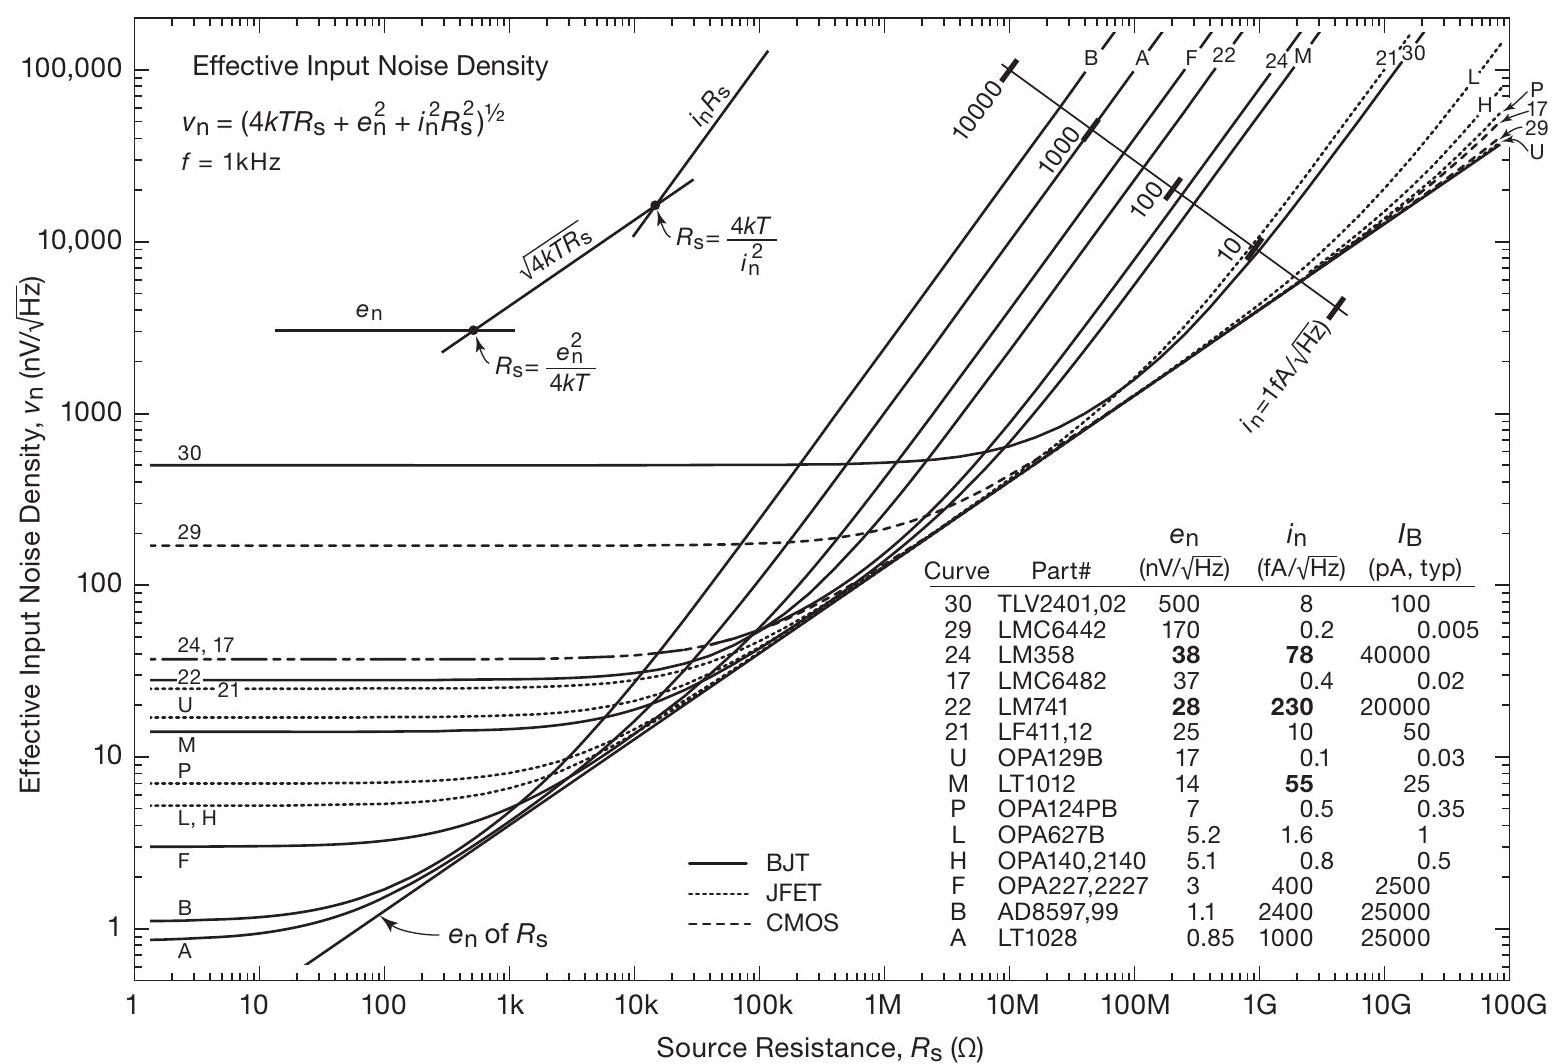 Effective Input Noise Density
vn = (4kTRs + en² + in²Rs²)^½
f = 1kHz
inRs
√4kTRs
Rs = 4kT / in²
en
Rs = en² / 4kT
B A F 22 24 M 21 30 L H P 17 29 U
10000
1000
100
10
in=1fA/√Hz
Effective Input Noise Density, vn (nV/√Hz)
100,000
10,000
1000
100
10
1
30
29
24, 17
22
21
U
M
P
L, H
F
B
A
en of Rs
BJT
JFET
CMOS
Curve Part# en (nV/√Hz) in (fA/√Hz) IB (pA, typ)
30 TLV2401,02 500 8 100
29 LMC6442 170 0.2 0.005
24 LM358 38 78 40000
17 LMC6482 37 0.4 0.02
22 LM741 28 230 20000
21 LF411,12 25 10 50
U OPA129B 17 0.1 0.03
M LT1012 14 55 25
P OPA124PB 7 0.5 0.35
L OPA627B 5.2 1.6 1
H OPA140,2140 5.1 0.8 0.5
F OPA227,2227 3 400 2500
B AD8597,99 1.1 2400 25000
A LT1028 0.85 1000 25000
1 10 100 1k 10k 100k 1M 10M 100M 1G 10G 100G
Source Resistance, Rs (Ω)